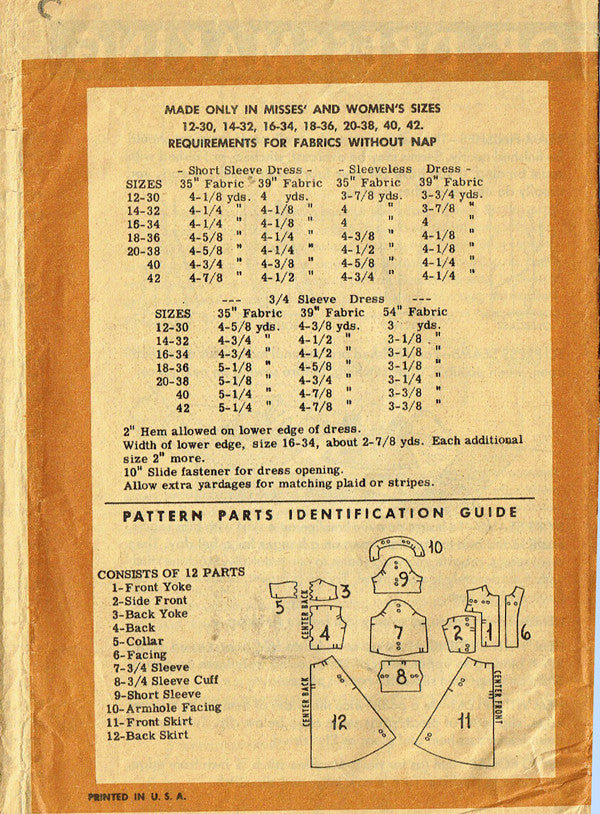 MADE ONLY IN MISSES' AND WOMEN'S SIZES
12-30, 14-32, 16-34, 18-36, 20-38, 40, 42.
REQUIREMENTS FOR FABRICS WITHOUT NAP
- Short Sleeve Dress - - Sleeveless Dress -
SIZES 35" Fabric 39" Fabric 35" Fabric 39" Fabric
12-30 4-1/8 yds. 4 yds. 3-7/8 yds. 3-3/4 yds.
14-32 4-1/4 " 4-1/8 " 4 " 3-7/8 "
16-34 4-1/4 " 4-1/8 " 4 " 4 "
18-36 4-5/8 " 4-1/4 " 4-3/8 " 4-1/8 "
20-38 4-5/8 " 4-1/4 " 4-1/2 " 4-1/8 "
40 4-3/4 " 4-3/8 " 4-5/8 " 4-1/4 "
42 4-7/8 " 4-1/2 " 4-3/4 " 4-1/4 "
--- 3/4 Sleeve Dress ---
SIZES 35" Fabric 39" Fabric 54" Fabric
12-30 4-5/8 yds. 4-3/8 yds. 3 yds.
14-32 4-3/4 " 4-1/2 " 3-1/8 "
16-34 4-3/4 " 4-1/2 " 3-1/8 "
18-36 5-1/8 " 4-5/8 " 3-1/8 "
20-38 5-1/8 " 4-3/4 " 3-1/4 "
40 5-1/4 " 4-7/8 " 3-3/8 "
42 5-1/4 " 4-7/8 " 3-3/8 "
2" Hem allowed on lower edge of dress.
Width of lower edge, size 16-34, about 2-7/8 yds. Each additional
size 2" more.
10" Slide fastener for dress opening.
Allow extra yardages for matching plaid or stripes.
PATTERN PARTS IDENTIFICATION GUIDE
CONSISTS OF 12 PARTS
1-Front Yoke
2-Side Front
3-Back Yoke
4-Back
5-Collar
6-Facing
7-3/4 Sleeve
8-3/4 Sleeve Cuff
9-Short Sleeve
10-Armhole Facing
11-Front Skirt
12-Back Skirt
10
9
5
3
CENTER BACK
4
7
2
1
6
8
CENTER BACK
12
11
CENTER FRONT
PRINTED IN U. S. A.